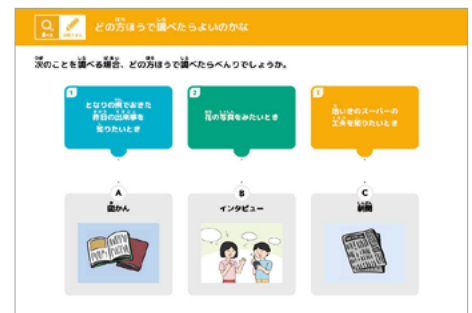 どの方ほうで調べたらよいのかな
次のことを調べる場合、どの方ほうで調べたらべんりでしょうか。
1
となりの県でおきた
昨日の出来事を
知りたいとき
2
花の写真をみたいとき
3
地いきのスーパーの
工夫を知りたいとき
A
図かん
B
インタビュー
C
新聞